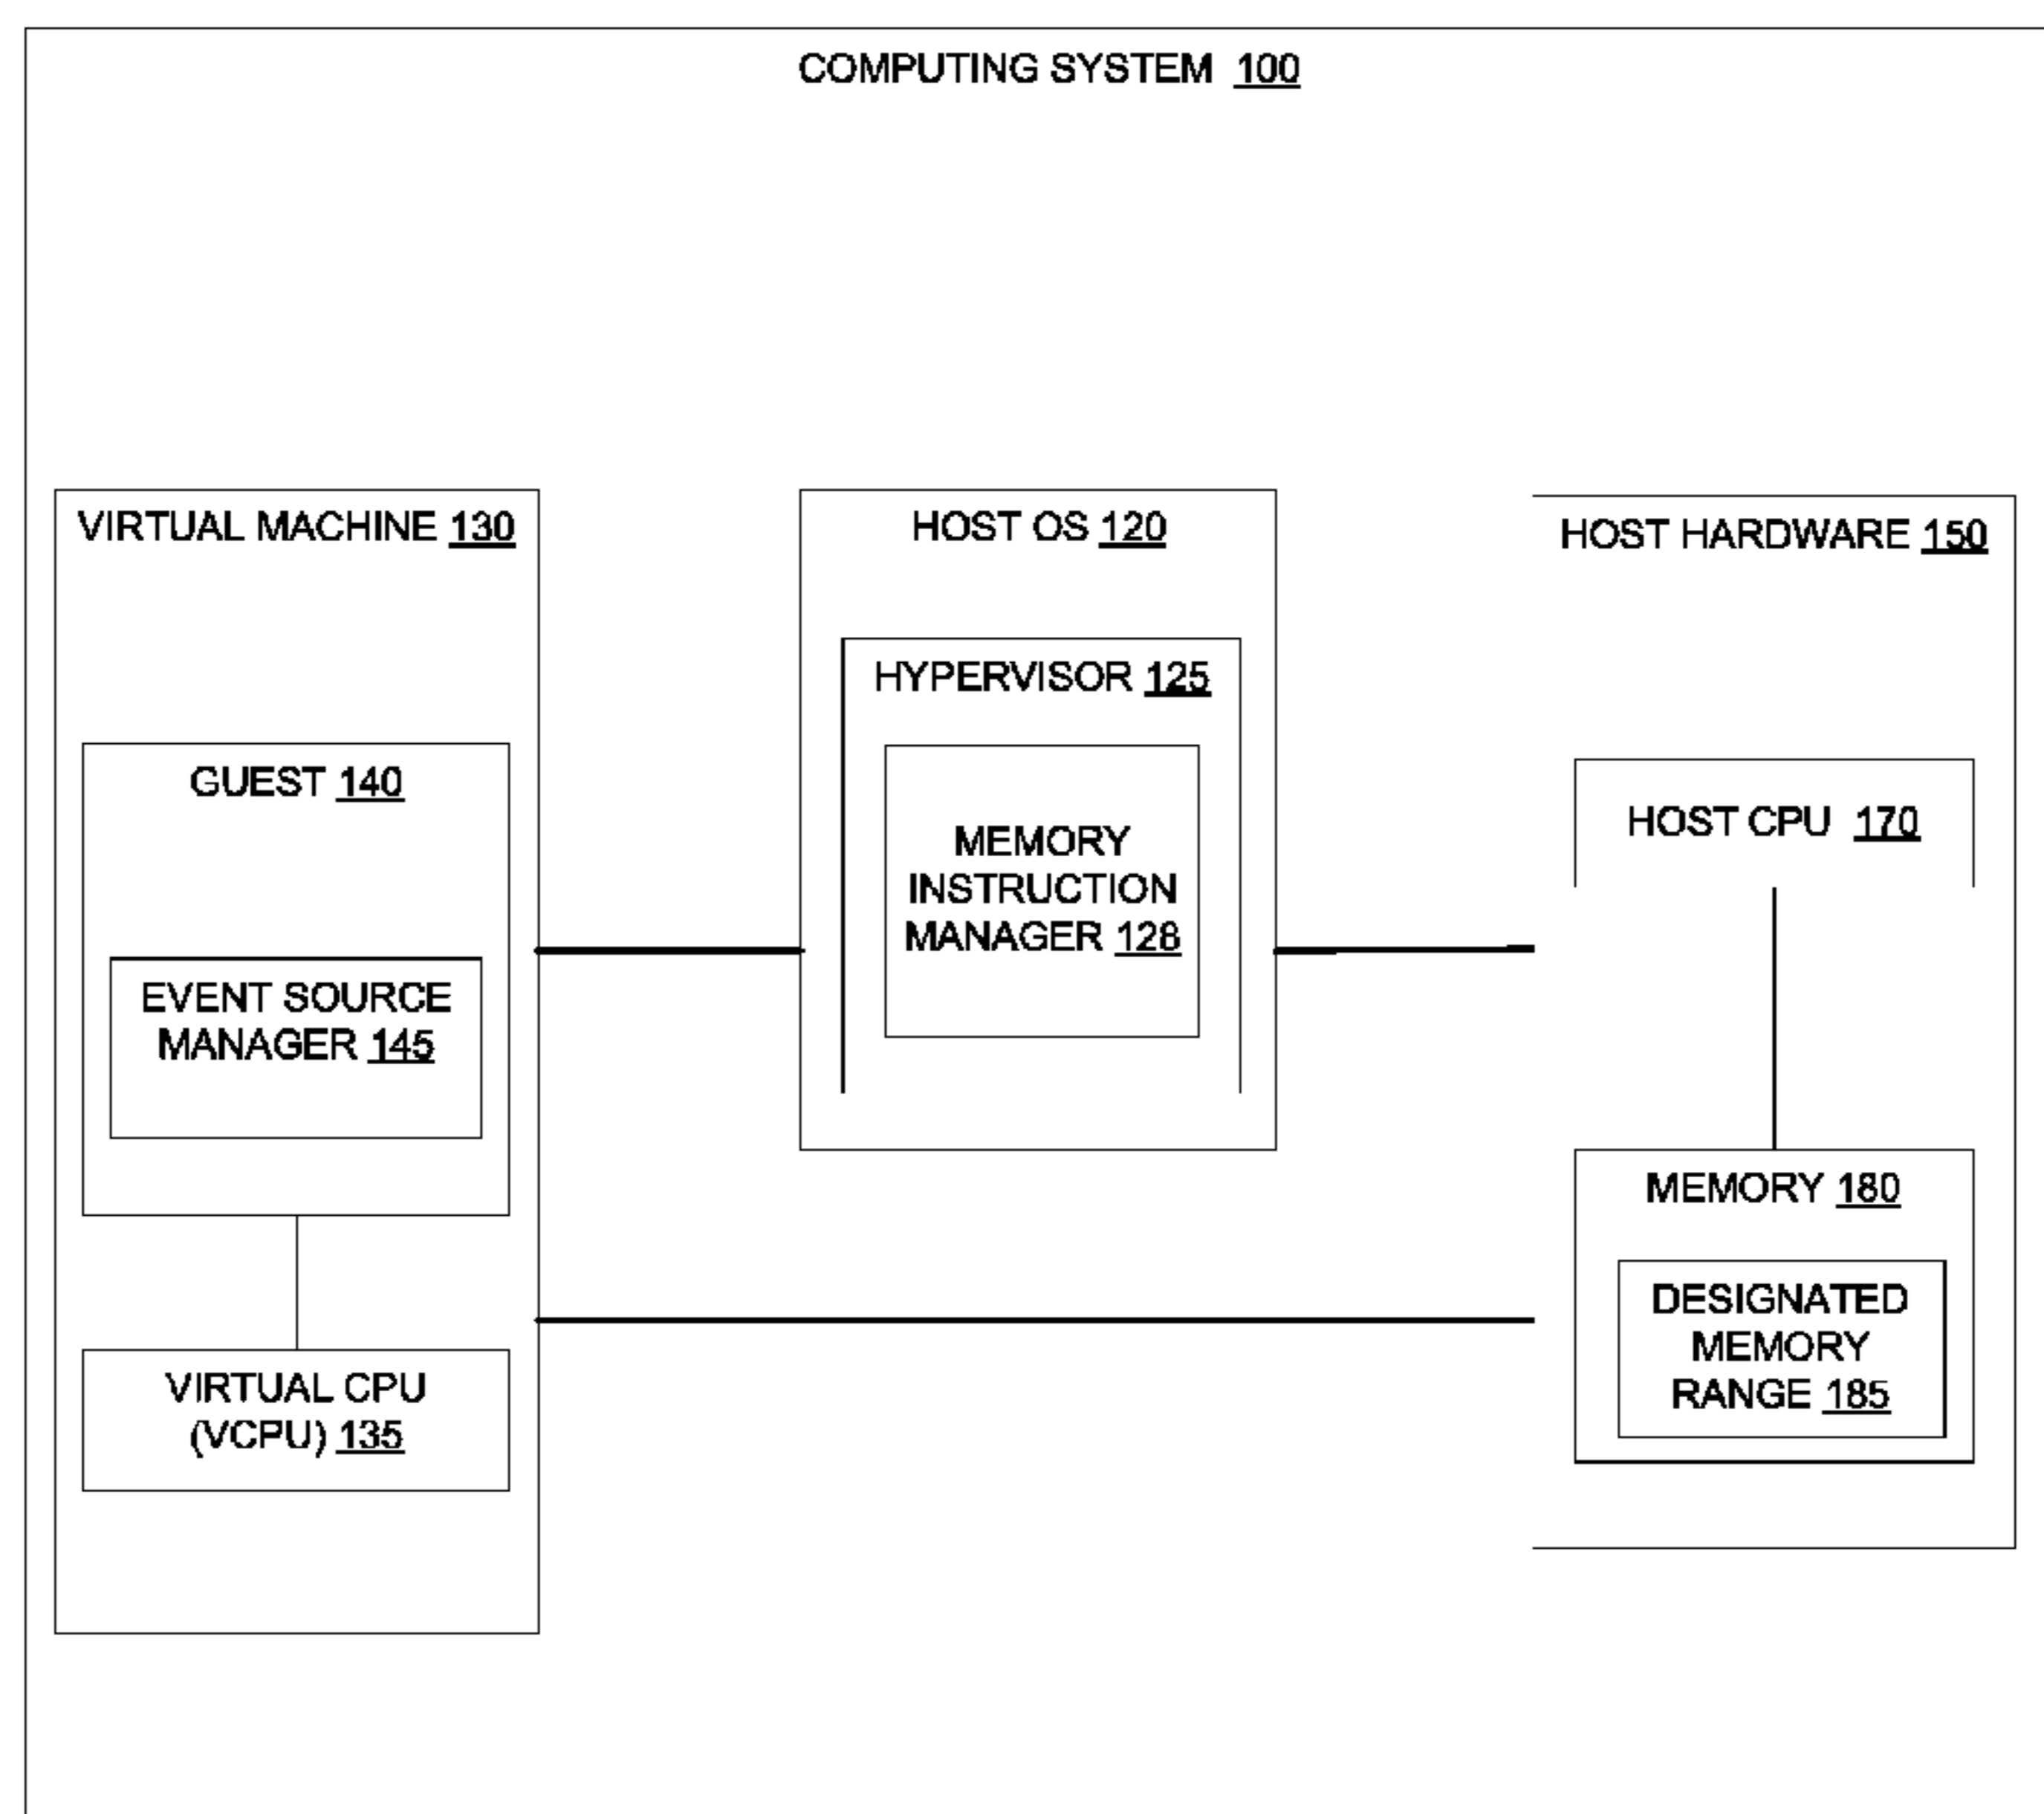 COMPUTING SYSTEM 100
VIRTUAL MACHINE 130
GUEST 140
EVENT SOURCE
MANAGER 145
VIRTUAL CPU
(VCPU) 135
HOST OS 120
HYPERVISOR 125
MEMORY
INSTRUCTION
MANAGER 128
HOST HARDWARE 150
HOST CPU 170
MEMORY 180
DESIGNATED
MEMORY
RANGE 185